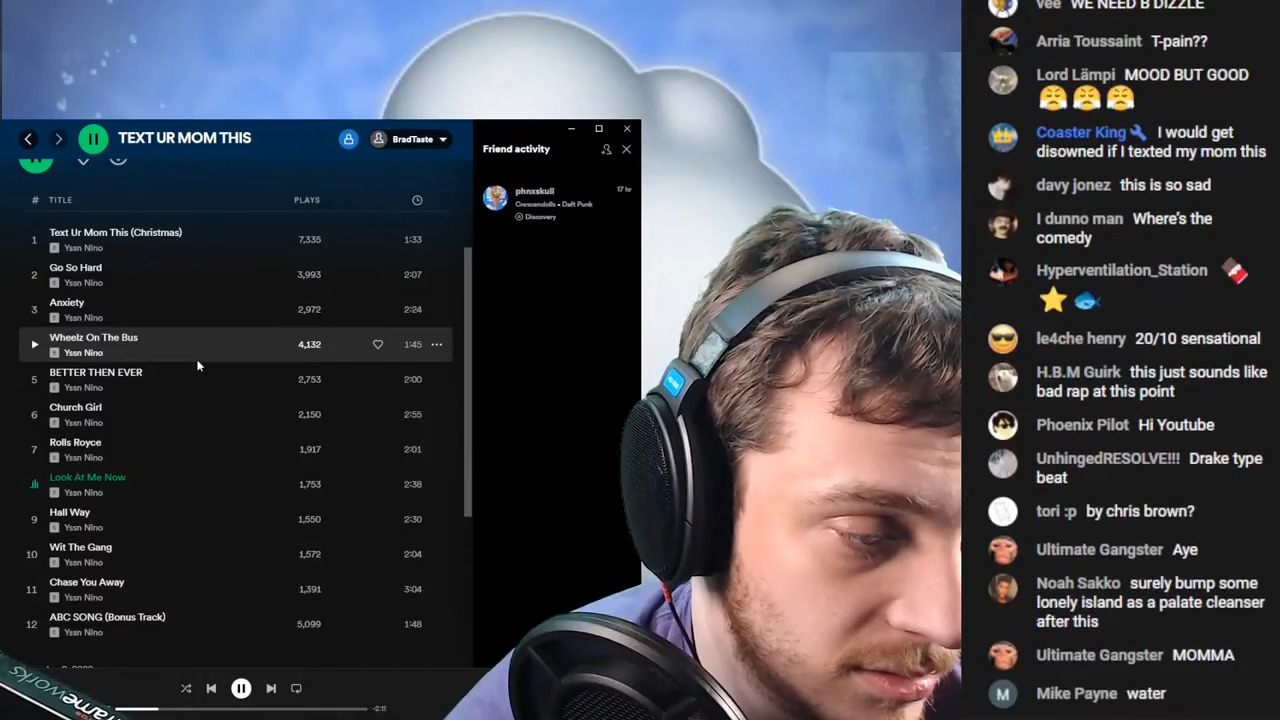 TEXT UR MOM THIS
BradTaste
# TITLE PLAYS
1 Text Ur Mom This (Christmas) 7,335 1:33
E Yssn Nino
2 Go So Hard 3,993 2:07
E Yssn Nino
3 Anxiety 2,972 2:24
E Yssn Nino
Wheelz On The Bus 4,132 1:45
E Yssn Nino
5 BETTER THEN EVER 2,753 2:00
E Yssn Nino
6 Church Girl 2,150 2:55
E Yssn Nino
7 Rolls Royce 1,917 2:01
E Yssn Nino
Look At Me Now 1,753 2:38
E Yssn Nino
9 Hall Way 1,550 2:30
E Yssn Nino
10 Wit The Gang 1,572 2:04
E Yssn Nino
11 Chase You Away 1,391 3:04
E Yssn Nino
12 ABC SONG (Bonus Track) 5,099 1:48
E Yssn Nino
-2:11
Friend activity
phnxskull 17 hr
Crescendolls • Daft Punk
Discovery
vee WE NEED B DIZZLE
Arria Toussaint T-pain??
Lord Lämpi MOOD BUT GOOD
😤😤😤
Coaster King I would get
disowned if I texted my mom this
davy jonez this is so sad
I dunno man Where's the
comedy
Hyperventilation_Station 🍫
⭐🐟
le4che henry 20/10 sensational
H.B.M Guirk this just sounds like
bad rap at this point
Phoenix Pilot Hi Youtube
UnhingedRESOLVE!!! Drake type
beat
tori :p by chris brown?
Ultimate Gangster Aye
Noah Sakko surely bump some
lonely island as a palate cleanser
after this
Ultimate Gangster MOMMA
M Mike Payne water